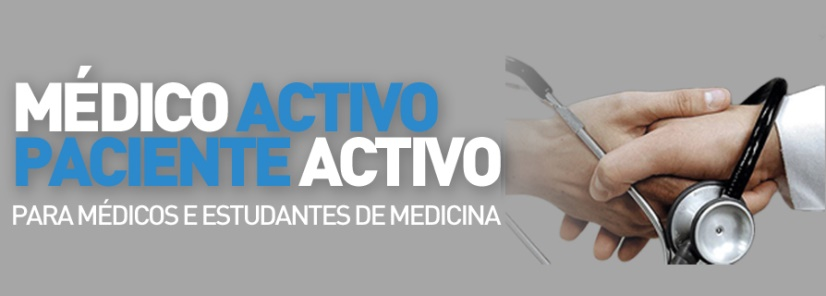 MÉDICO ACTIVO
PACIENTE ACTIVO
PARA MÉDICOS E ESTUDANTES DE MEDICINA